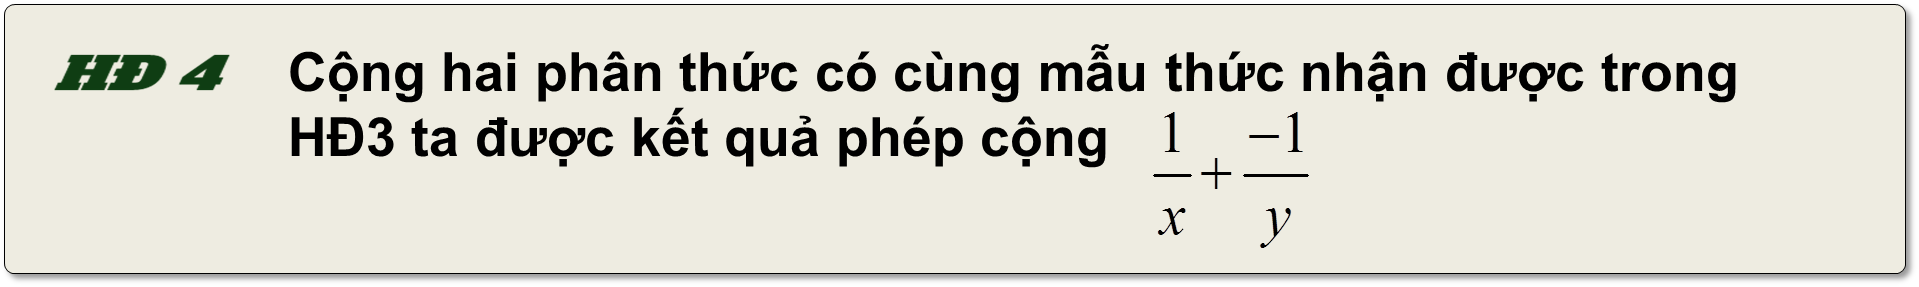 HĐ 4 Cộng hai phân thức có cùng mẫu thức nhận được trong
HĐ3 ta được kết quả phép cộng 1/x + −1/y